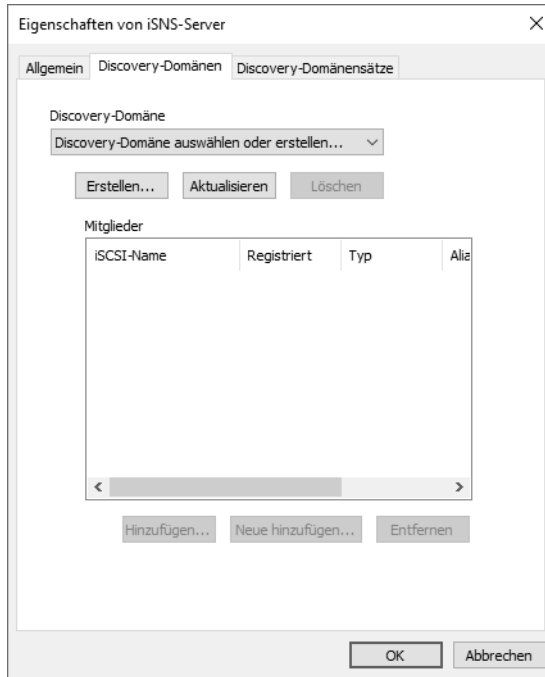 Eigenschaften von iSNS-Server
Allgemein Discovery-Domänen Discovery-Domänensätze
Discovery-Domäne
Discovery-Domäne auswählen oder erstellen...
Erstellen... Aktualisieren Löschen
Mitglieder
iSCSI-Name Registriert Typ Alia
Hinzufügen... Neue hinzufügen... Entfernen
OK Abbrechen